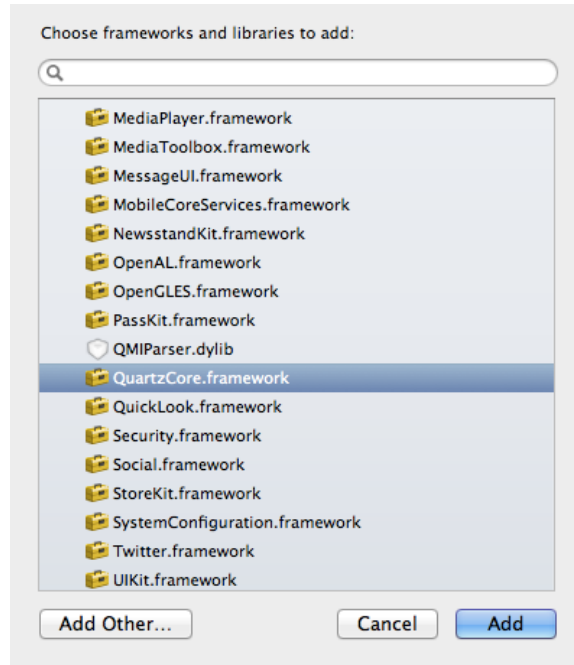 Choose frameworks and libraries to add:
MediaPlayer.framework
MediaToolbox.framework
MessageUI.framework
MobileCoreServices.framework
NewsstandKit.framework
OpenAL.framework
OpenGLES.framework
PassKit.framework
QMIParser.dylib
QuartzCore.framework
QuickLook.framework
Security.framework
Social.framework
StoreKit.framework
SystemConfiguration.framework
Twitter.framework
UIKit.framework
Add Other... Cancel Add